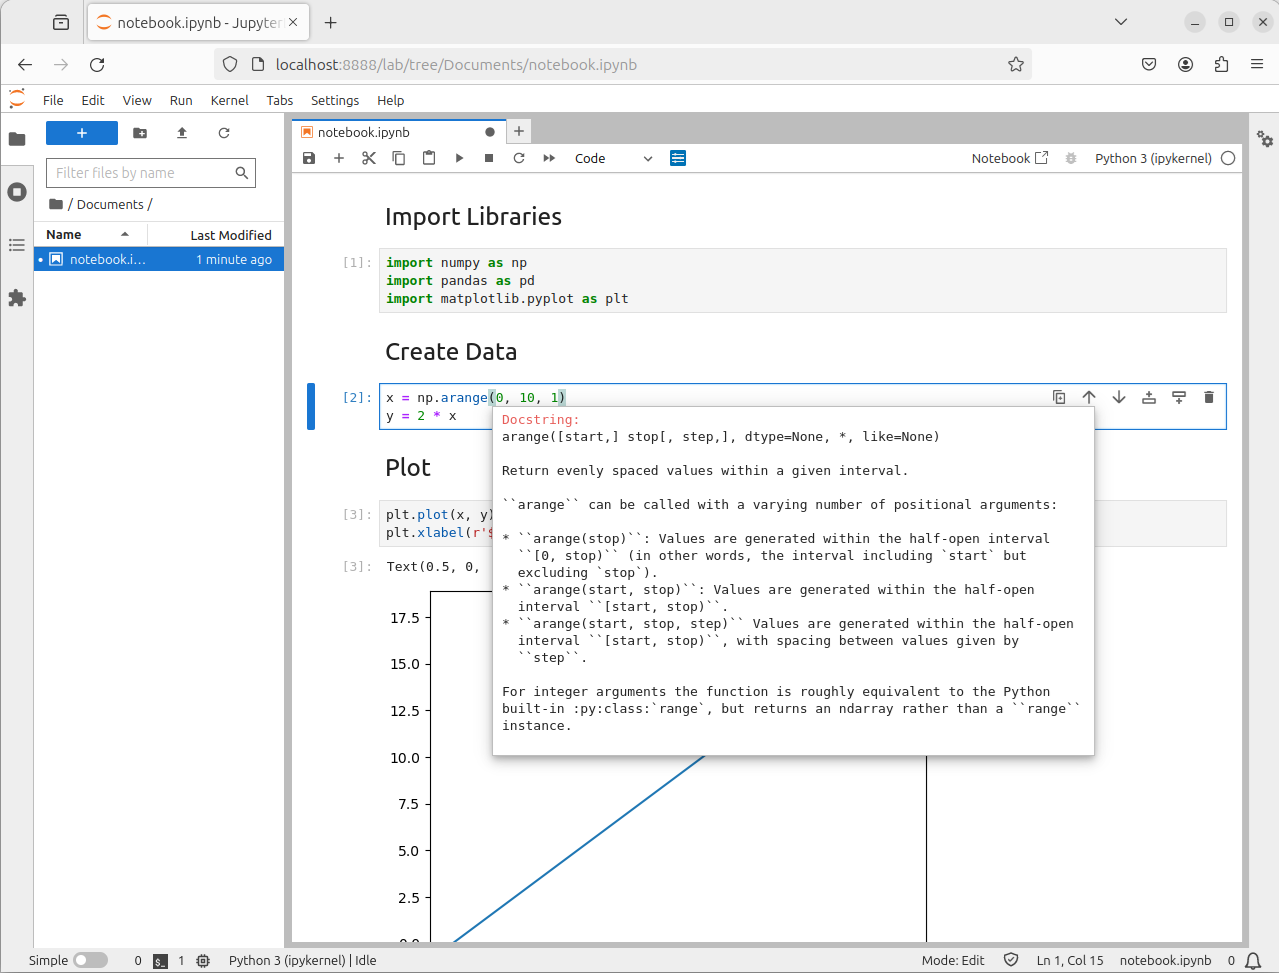 notebook.ipynb - Jupyter
localhost:8888/lab/tree/Documents/notebook.ipynb
File Edit View Run Kernel Tabs Settings Help
notebook.ipynb
Code
Notebook
Python 3 (ipykernel)
Filter files by name
/ Documents /
Name
Last Modified
notebook.i…
1 minute ago
Import Libraries
[1]:
import numpy as np
import pandas as pd
import matplotlib.pyplot as plt
Create Data
[2]:
x = np.arange(0, 10, 1)
y = 2 * x
Docstring:
arange([start,] stop[, step,], dtype=None, *, like=None)
Return evenly spaced values within a given interval.
``arange`` can be called with a varying number of positional arguments:
* ``arange(stop)``: Values are generated within the half-open interval
``[0, stop)`` (in other words, the interval including `start` but
excluding `stop`).
* ``arange(start, stop)``: Values are generated within the half-open
interval ``[start, stop)``.
* ``arange(start, stop, step)`` Values are generated within the half-open
interval ``[start, stop)``, with spacing between values given by
``step``.
For integer arguments the function is roughly equivalent to the Python
built-in :py:class:`range`, but returns an ndarray rather than a ``range``
instance.
Plot
[3]:
plt.plot(x, y)
plt.xlabel(r'$
[3]:
Text(0.5, 0,
17.5
15.0
12.5
10.0
7.5
5.0
2.5
0.0
Simple
0
$_
1
Python 3 (ipykernel) | Idle
Mode: Edit
Ln 1, Col 15
notebook.ipynb
0